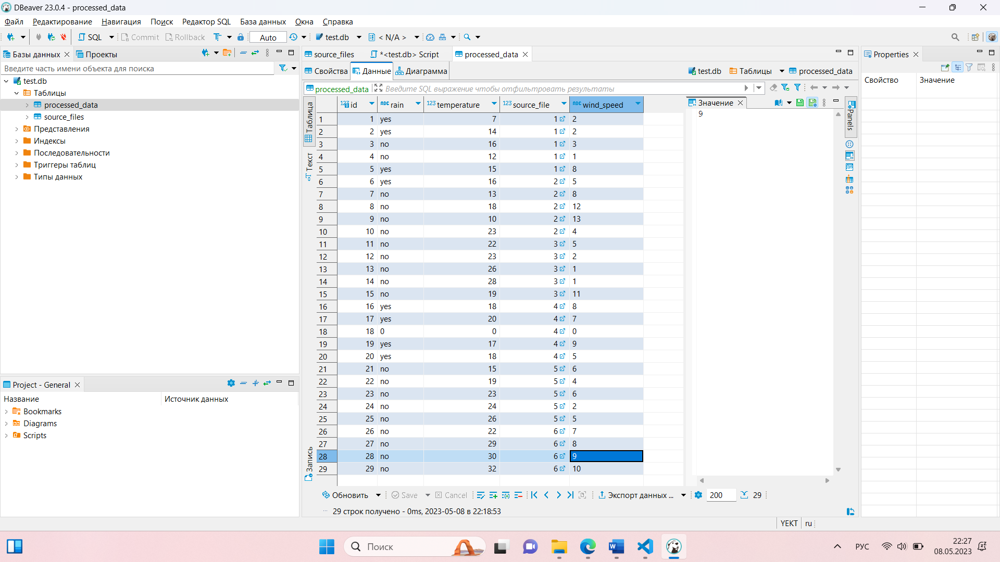 DBeaver 23.0.4 - processed_data
Файл Редактирование Навигация Поиск Редактор SQL База данных Окна Справка
SQL Commit Rollback Auto test.db < N/A >
Базы данных Проекты
Введите часть имени объекта для поиска
test.db
Таблицы
processed_data
source_files
Представления
Индексы
Последовательности
Триггеры таблиц
Типы данных
Project - General
Название Источник данных
Bookmarks
Diagrams
Scripts
source_files *<test.db> Script processed_data
Свойства Данные Диаграмма test.db Таблицы processed_data
processed_data Введите SQL выражение чтобы отфильтровать результаты
Таблица
Текст
Запись
123 id ABC rain 123 temperature 123 source_file ABC wind_speed
1 1 yes 7 1 2
2 2 yes 14 1 2
3 3 no 16 1 3
4 4 no 12 1 1
5 5 yes 15 1 8
6 6 yes 16 2 5
7 7 no 13 2 8
8 8 no 18 2 12
9 9 no 10 2 13
10 10 no 23 2 4
11 11 no 22 3 5
12 12 no 23 3 2
13 13 no 26 3 1
14 14 no 28 3 1
15 15 no 19 3 11
16 16 yes 18 4 8
17 17 yes 20 4 7
18 18 0 0 4 0
19 19 yes 17 4 9
20 20 yes 18 4 5
21 21 no 15 5 6
22 22 no 19 5 4
23 23 no 23 5 6
24 24 no 24 5 2
25 25 no 26 5 5
26 26 no 22 6 7
27 27 no 29 6 8
28 28 no 30 6 9
29 29 no 32 6 10
Значение
9
Panels
Обновить Save Cancel Экспорт данных ... 200 29
29 строк получено - 0ms, 2023-05-08 в 22:18:53
Properties
Свойство Значение
YEKT ru
Поиск
РУС
22:27
08.05.2023